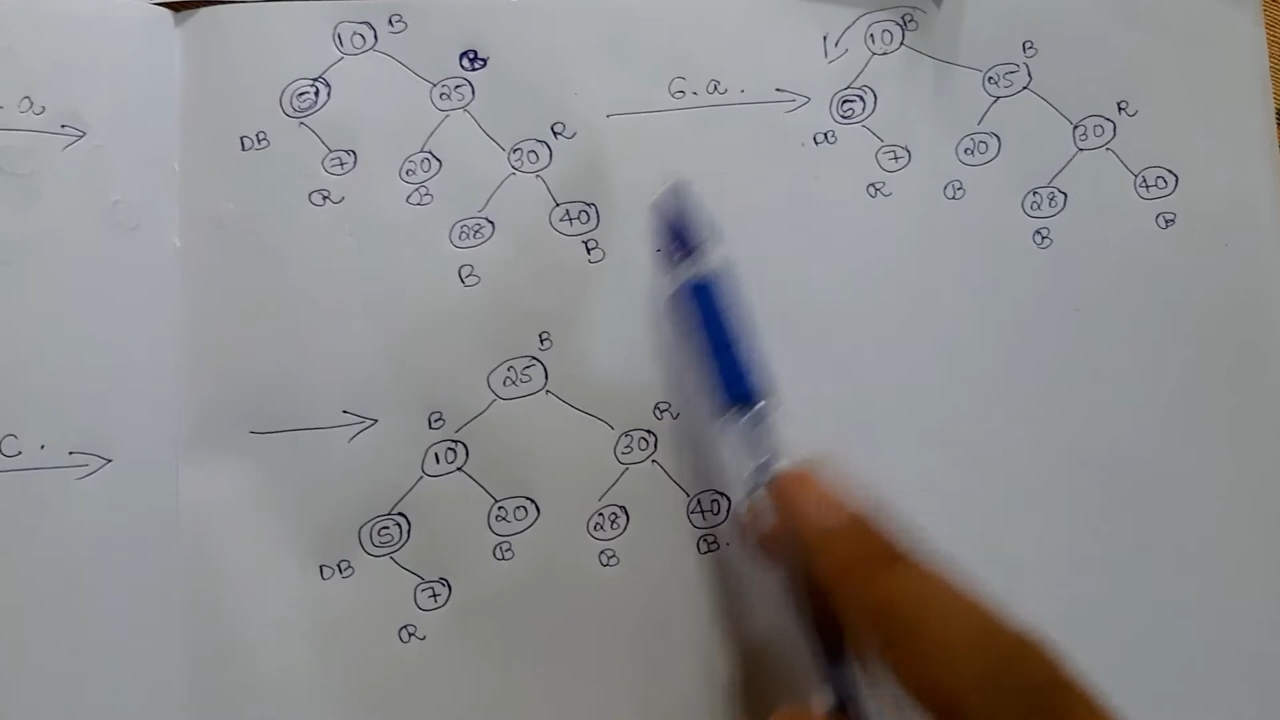 . a
10 B
B
5 25
DB
7 R 20 B 30 R
28 B 40 B
6.a.
10 B
B
5 25
DB
7 R 20 B 30 R
28 B 40 B
C.
25 B
B 10 30 R
5 20 28 40
DB B B B.
7
R